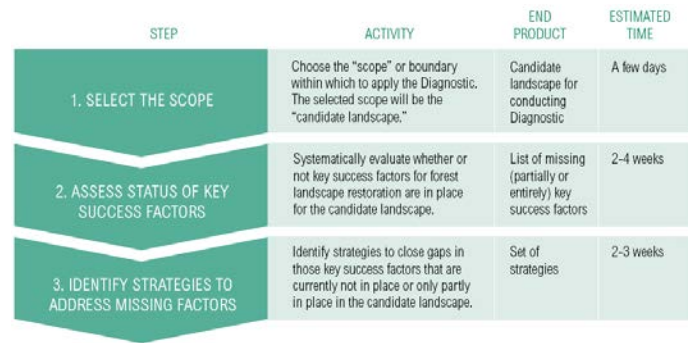 STEP
ACTIVITY
END
PRODUCT
ESTIMATED
TIME
1. SELECT THE SCOPE
Choose the “scope” or boundary
within which to apply the Diagnostic.
The selected scope will be the
“candidate landscape.”
Candidate
landscape for
conducting
Diagnostic
A few days
2. ASSESS STATUS OF KEY
SUCCESS FACTORS
Systematically evaluate whether or
not key success factors for forest
landscape restoration are in place
for the candidate landscape.
List of missing
(partially or
entirely) key
success factors
2-4 weeks
3. IDENTIFY STRATEGIES TO
ADDRESS MISSING FACTORS
Identify strategies to close gaps in
those key success factors that are
currently not in place or only partly
in place in the candidate landscape.
Set of
strategies
2-3 weeks